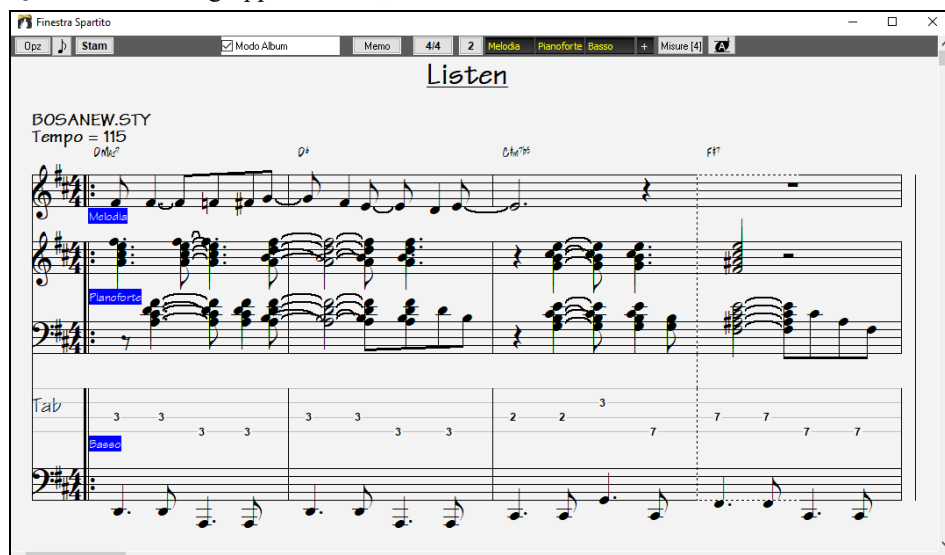 Finestra Spartito
Opz Stam Modo Album Memo 4/4 2 Melodia Pianoforte Basso + Misure [4] A
Listen
BOSANEW.STY
Tempo = 115
DMaj7 D6 C#m7b5 F#7
Melodia
Pianoforte
Tab 3
3 3 3 3 2 2 7 7
3 3 3 3 7 7 7
Basso